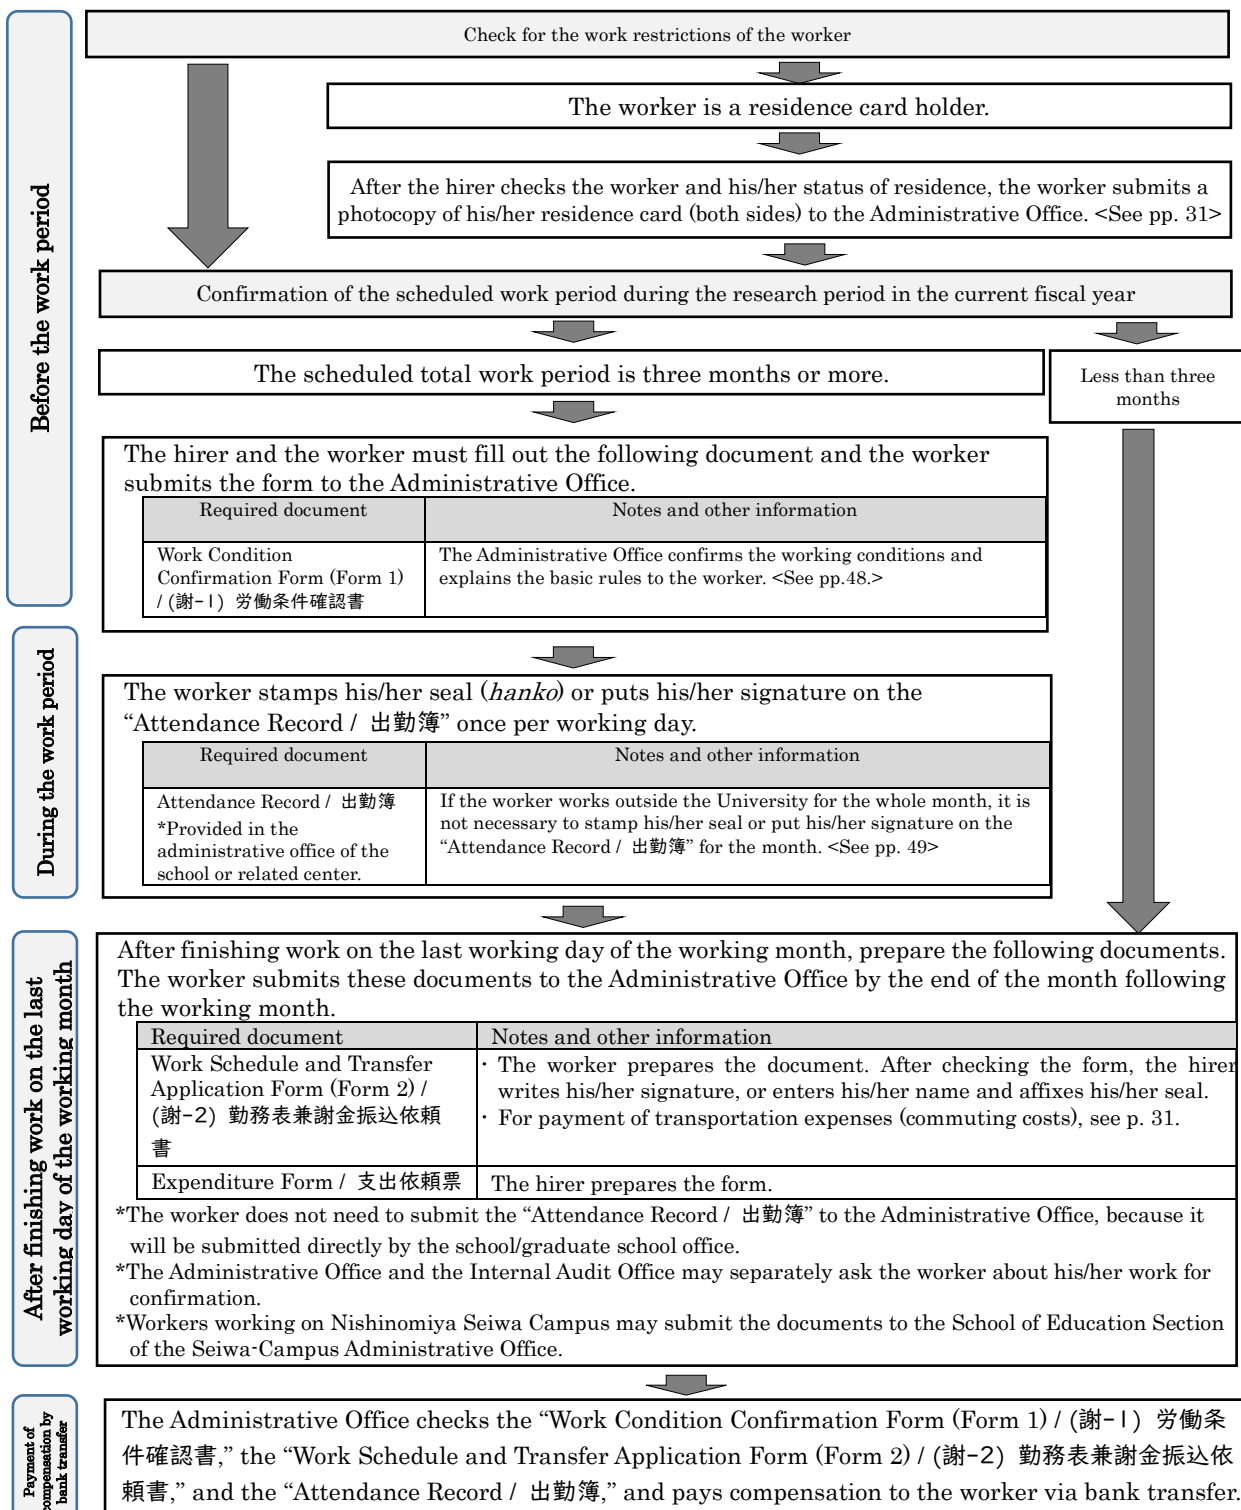 Before the work period
Check for the work restrictions of the worker
The worker is a residence card holder.
After the hirer checks the worker and his/her status of residence, the worker submits a
photocopy of his/her residence card (both sides) to the Administrative Office. <See pp. 31>
Confirmation of the scheduled work period during the research period in the current fiscal year
The scheduled total work period is three months or more.
Less than three
months
The hirer and the worker must fill out the following document and the worker
submits the form to the Administrative Office.
Required document
Notes and other information
Work Condition
Confirmation Form (Form 1)
/ (謝-1) 労働条件確認書
The Administrative Office confirms the working conditions and
explains the basic rules to the worker. <See pp.48.>
During the work period
The worker stamps his/her seal (hanko) or puts his/her signature on the
“Attendance Record / 出勤簿” once per working day.
Required document
Notes and other information
Attendance Record / 出勤簿
*Provided in the
administrative office of the
school or related center.
If the worker works outside the University for the whole month, it is
not necessary to stamp his/her seal or put his/her signature on the
“Attendance Record / 出勤簿” for the month. <See pp. 49>
After finishing work on the last
working day of the working month
After finishing work on the last working day of the working month, prepare the following documents.
The worker submits these documents to the Administrative Office by the end of the month following
the working month.
Required document
Notes and other information
Work Schedule and Transfer
Application Form (Form 2) /
(謝-2) 勤務表兼謝金振込依頼
書
・ The worker prepares the document. After checking the form, the hirer
writes his/her signature, or enters his/her name and affixes his/her seal.
・ For payment of transportation expenses (commuting costs), see p. 31.
Expenditure Form / 支出依頼票
The hirer prepares the form.
*The worker does not need to submit the “Attendance Record / 出勤簿” to the Administrative Office, because it
will be submitted directly by the school/graduate school office.
*The Administrative Office and the Internal Audit Office may separately ask the worker about his/her work for
confirmation.
*Workers working on Nishinomiya Seiwa Campus may submit the documents to the School of Education Section
of the Seiwa-Campus Administrative Office.
Payment of
compensation by
bank transfer
The Administrative Office checks the “Work Condition Confirmation Form (Form 1) / (謝-1) 労働条
件確認書,” the “Work Schedule and Transfer Application Form (Form 2) / (謝-2) 勤務表兼謝金振込依
頼書,” and the “Attendance Record / 出勤簿,” and pays compensation to the worker via bank transfer.